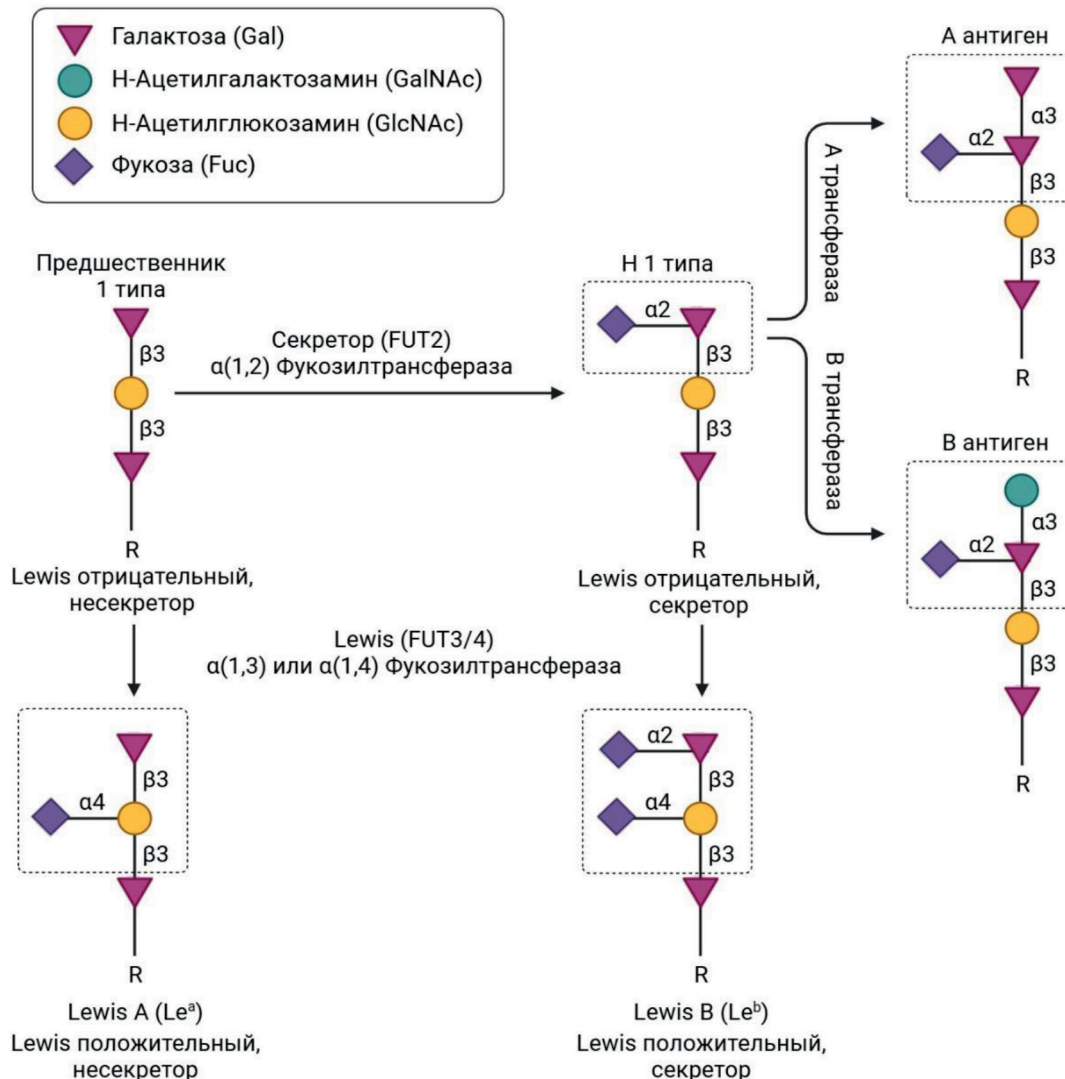 Галактоза (Gal)
Н-Ацетилгалактозамин (GalNAc)
Н-Ацетилглюкозамин (GlcNAc)
Фукоза (Fuc)
А антиген
α3
α2
β3
β3
R
А трансфераза
В трансфераза
Предшественник
1 типа
β3
β3
R
Lewis отрицательный,
несекретор
Секретор (FUT2)
α(1,2) Фукозилтрансфераза
Н 1 типа
α2
β3
β3
R
Lewis отрицательный,
секретор
В антиген
α3
α2
β3
β3
R
Lewis (FUT3/4)
α(1,3) или α(1,4) Фукозилтрансфераза
β3
α4
β3
R
Lewis A (Leᵃ)
Lewis положительный,
несекретор
α2
β3
α4
β3
R
Lewis B (Leᵇ)
Lewis положительный,
секретор